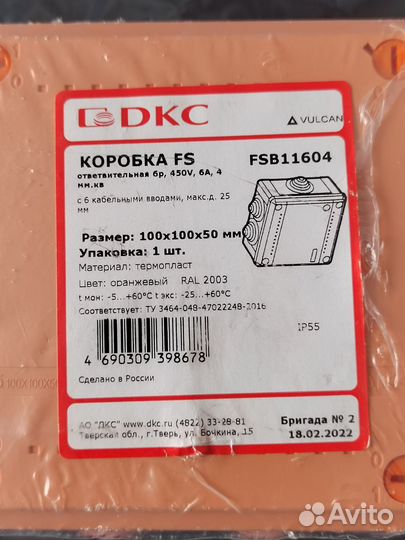 DKC
VULCAN
КОРОБКА FS
FSB11604
ответвительная 6р, 450V, 6А, 4
мм.кв
с 6 кабельными вводами, макс.д. 25
мм
Размер: 100x100x50 мм
Упаковка: 1 шт.
Материал: термопласт
Цвет: оранжевый RAL 2003
t мон: -5...+60°С t экс: -25...+60°С
Соответствует: ТУ 3464-048-47022248-2016
IP55
4 690309 398678
100X100X50
Сделано в России
АО "ДКС" www.dkc.ru (4822) 33-28-81
Тверская обл., г.Тверь, ул. Бочкина, 15
Бригада № 2
18.02.2022
Avito